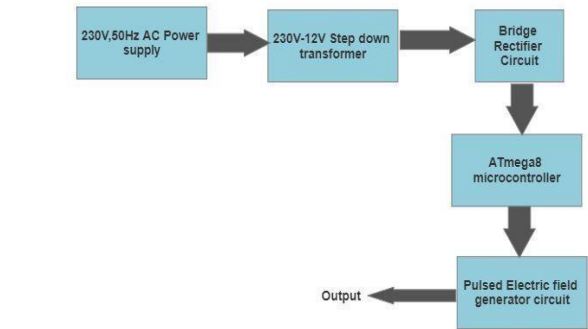 230V,50Hz AC Power
supply
230V-12V Step down
transformer
Bridge
Rectifier
Circuit
ATmega8
microcontroller
Pulsed Electric field
generator circuit
Output